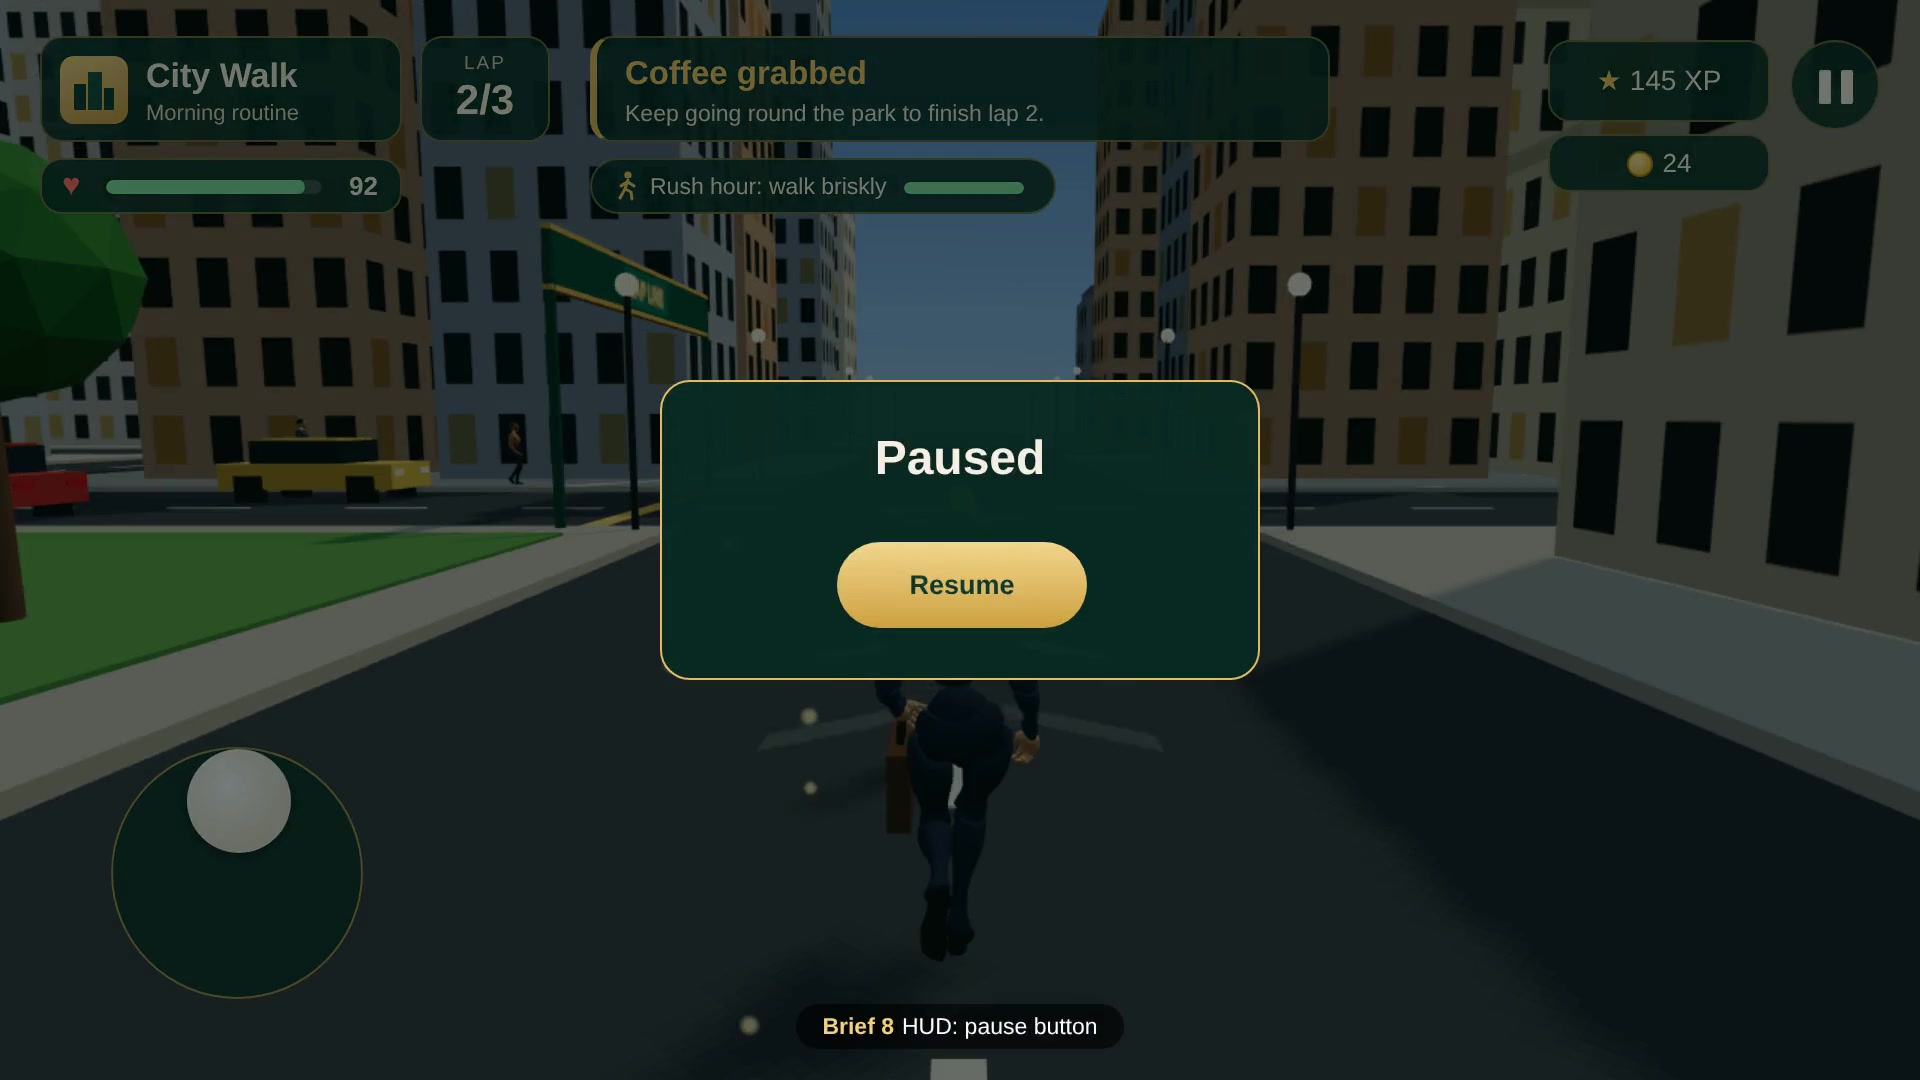 City Walk
Morning routine
LAP
2/3
Coffee grabbed
Keep going round the park to finish lap 2.
★ 145 XP
92
Rush hour: walk briskly
24
Paused
Resume
Brief 8 HUD: pause button